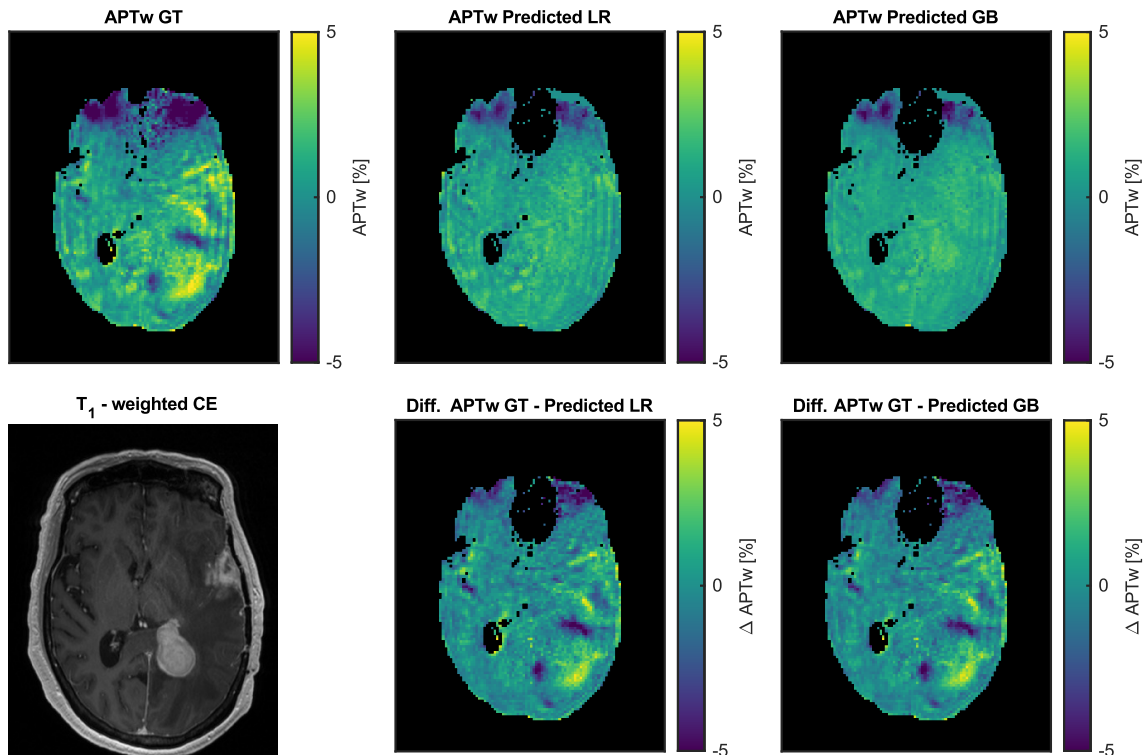 APTw GT
5
0
-5
APTw [%]
APTw Predicted LR
5
0
-5
APTw [%]
APTw Predicted GB
5
0
-5
APTw [%]
T1 - weighted CE
Diff. APTw GT - Predicted LR
5
0
-5
Δ APTw [%]
Diff. APTw GT - Predicted GB
5
0
-5
Δ APTw [%]